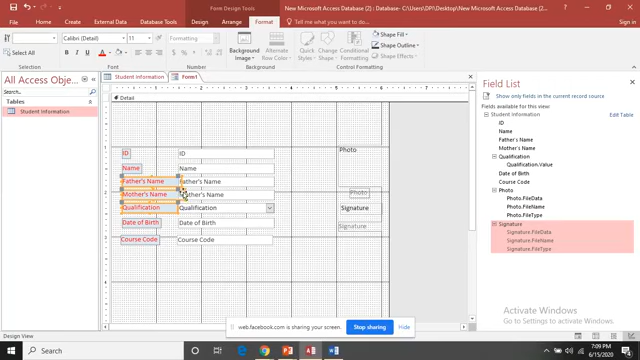 Form Design Tools
New Microsoft Access Database (2) : Database- C:\Users\DPI\Desktop\New Microsoft Access Databas...
Sign in
File Home Create External Data Database Tools Design Arrange Format Tell me what you want to do...
Calibri (Detail) 11 Formatting
Select All
Background Image
Alternate Row Color
Quick Styles
Change Shape
Conditional Formatting
Shape Fill
Shape Outline
Shape Effects
Selection Font Number Background Control Formatting
All Access Obje...
Search...
Tables
Student Information
Student Information Form1
Detail
ID ID
Name Name
Father's Name Father's Name
Mother's Name Mother's Name
Qualification Qualification
Date of Birth Date of Birth
Course Code Course Code
Photo
Photo
Signature
Signature
Field List
Show only fields in the current record source
Fields available for this view:
Student Information Edit Table
ID
Name
Father's Name
Mother's Name
Qualification
Qualification.Value
Date of Birth
Course Code
Photo
Photo.FileData
Photo.FileName
Photo.FileType
Signature
Signature.FileData
Signature.FileName
Signature.FileType
Activate Windows
Go to Settings to activate Windows.
web.facebook.com is sharing your screen. Stop sharing Hide
Design View
Search
7:09 PM
6/15/2020